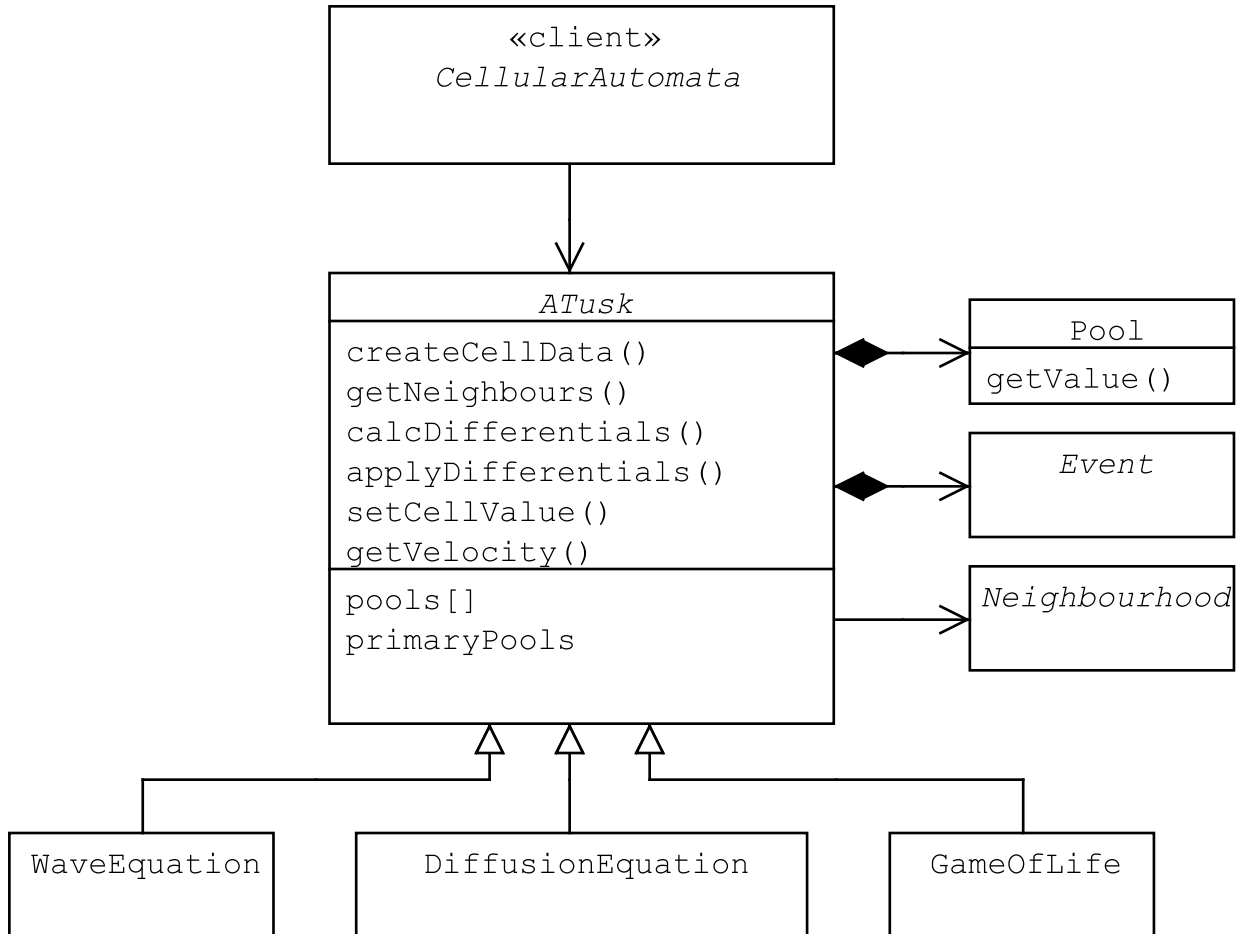 «client»
CellularAutomata
ATusk
createCellData()
getNeighbours()
calcDifferentials()
applyDifferentials()
setCellValue()
getVelocity()
pools[]
primaryPools
Pool
getValue()
Event
Neighbourhood
WaveEquation
DiffusionEquation
GameOfLife